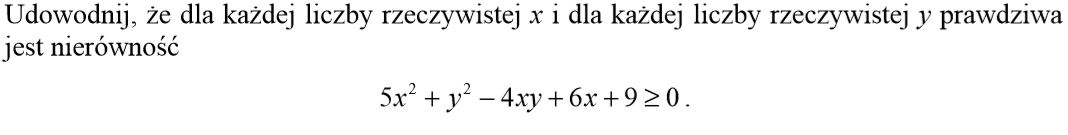 Udowodnij, że dla każdej liczby rzeczywistej x i dla każdej liczby rzeczywistej y prawdziwa
jest nierówność
5x² + y² − 4xy + 6x + 9 ≥ 0 .